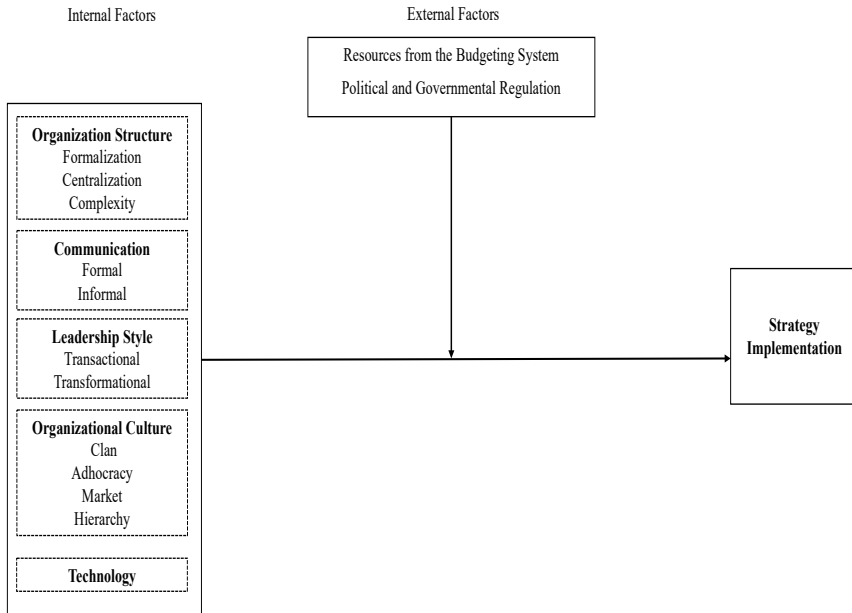 Internal Factors
External Factors
Resources from the Budgeting System
Political and Governmental Regulation
Organization Structure
Formalization
Centralization
Complexity
Communication
Formal
Informal
Leadership Style
Transactional
Transformational
Organizational Culture
Clan
Adhocracy
Market
Hierarchy
Technology
Strategy
Implementation